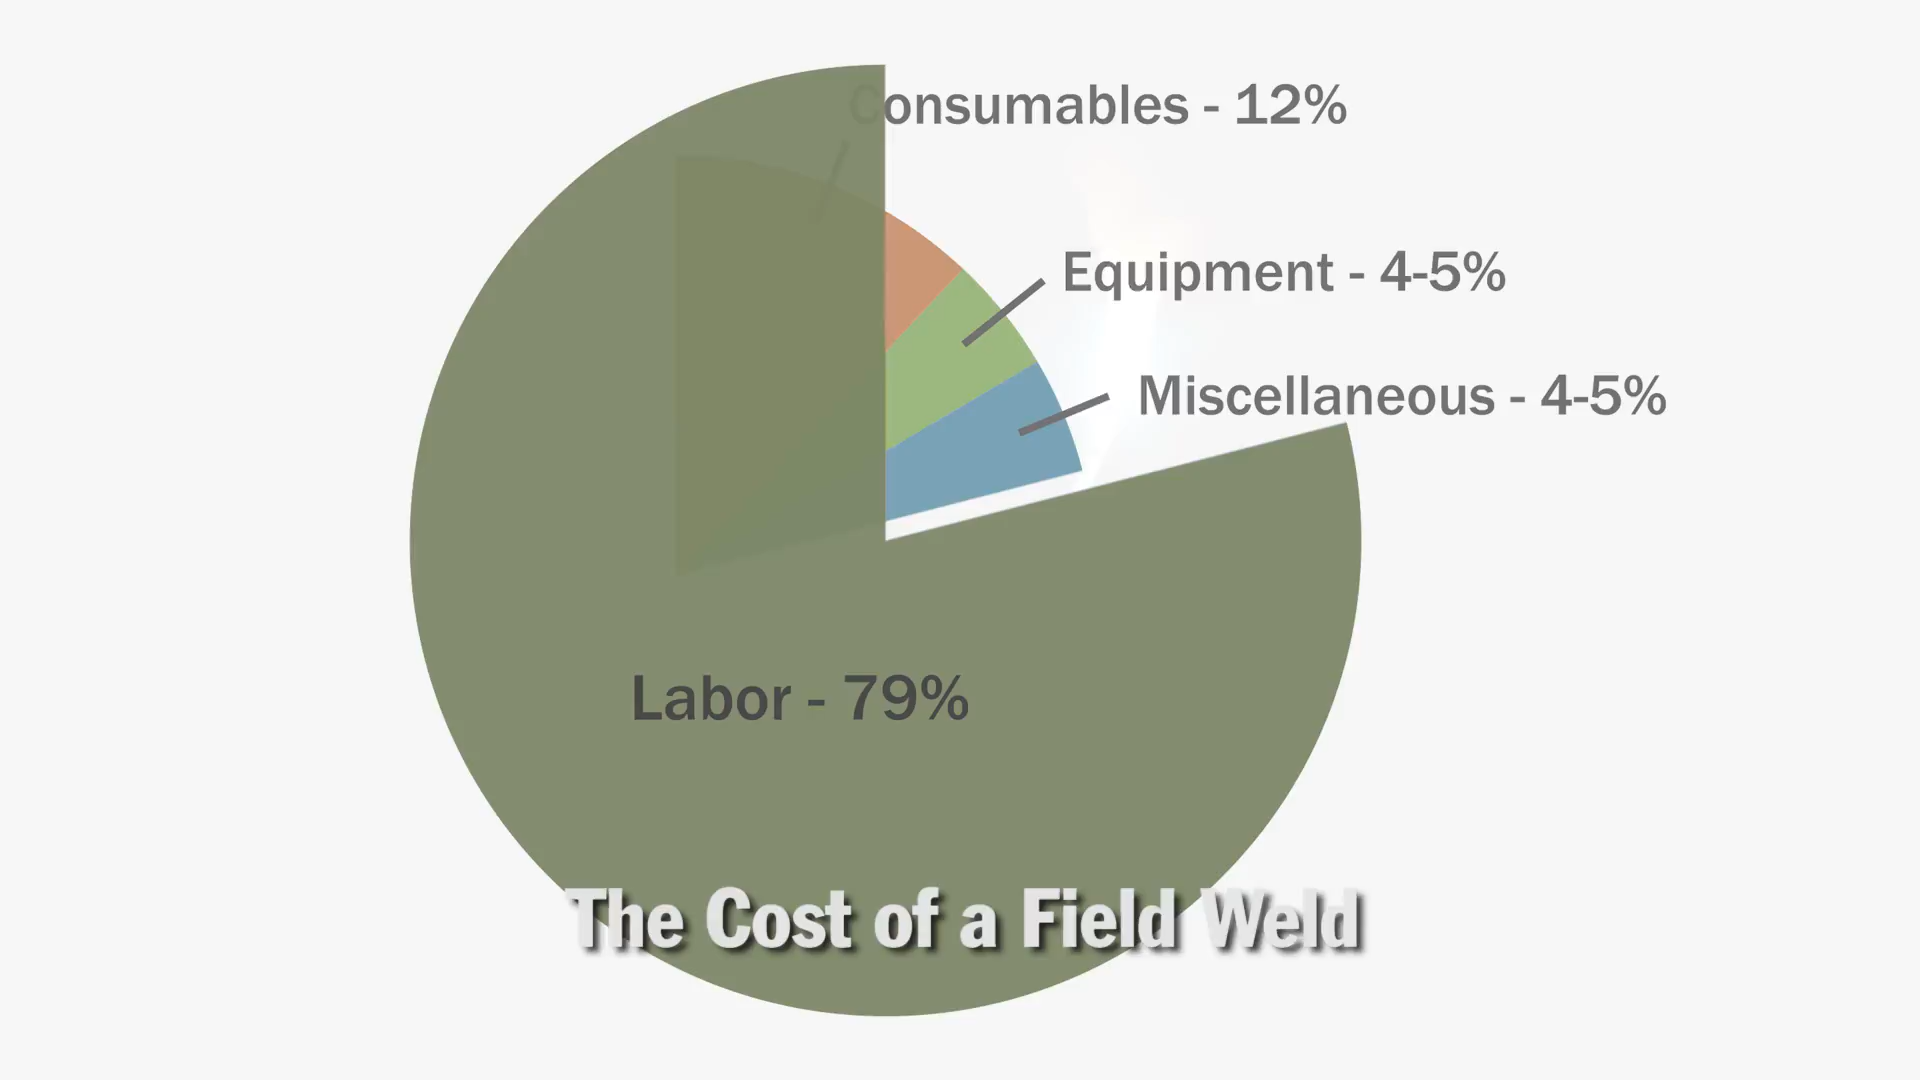 Consumables - 12%
Equipment - 4-5%
Miscellaneous - 4-5%
Labor - 79%
The Cost of a Field Weld